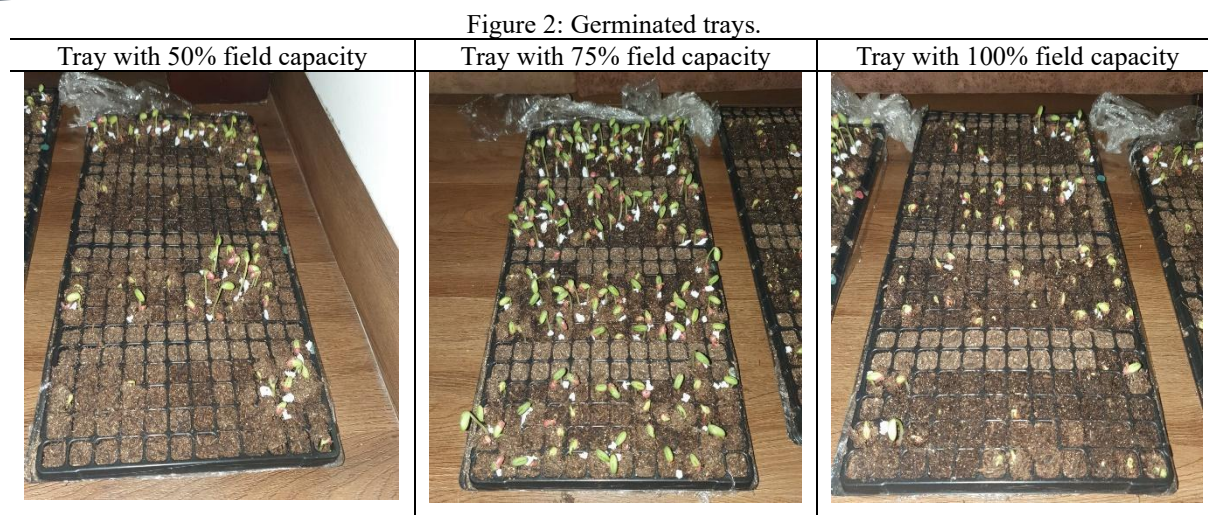 Figure 2: Germinated trays.
Tray with 50% field capacity
Tray with 75% field capacity
Tray with 100% field capacity